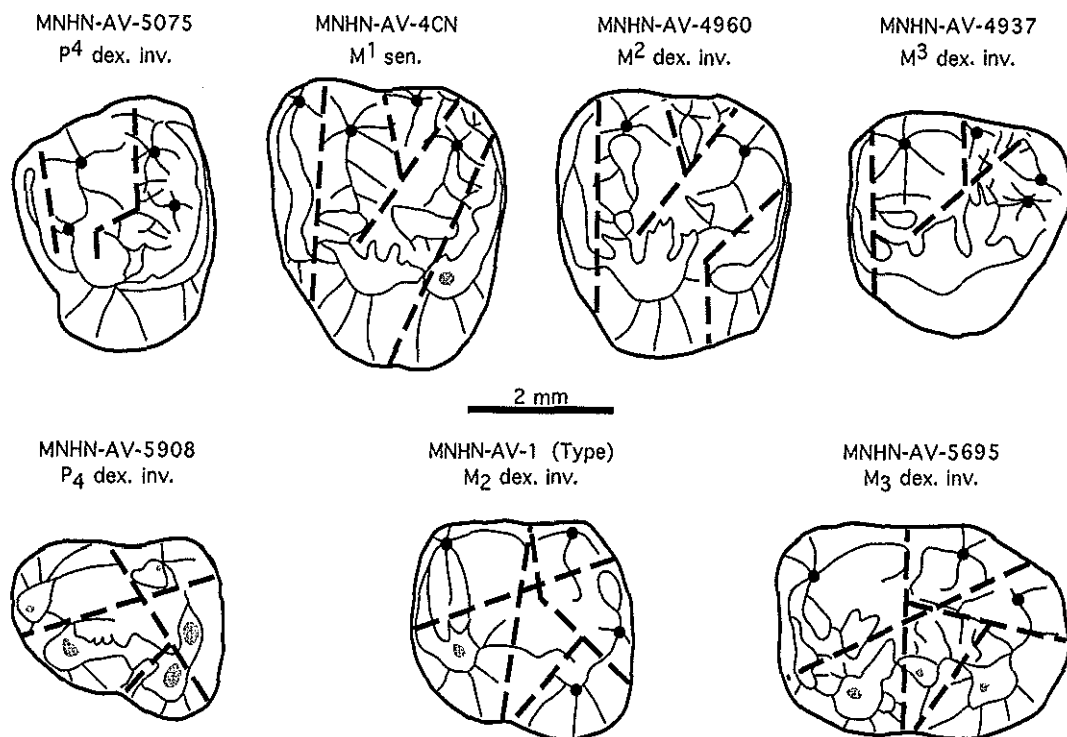 MNHN-AV-5075
P4 dex. inv.
MNHN-AV-4CN
M1 sen.
MNHN-AV-4960
M2 dex. inv.
MNHN-AV-4937
M3 dex. inv.
2 mm
MNHN-AV-5908
P4 dex. inv.
MNHN-AV-1 (Type)
M2 dex. inv.
MNHN-AV-5695
M3 dex. inv.